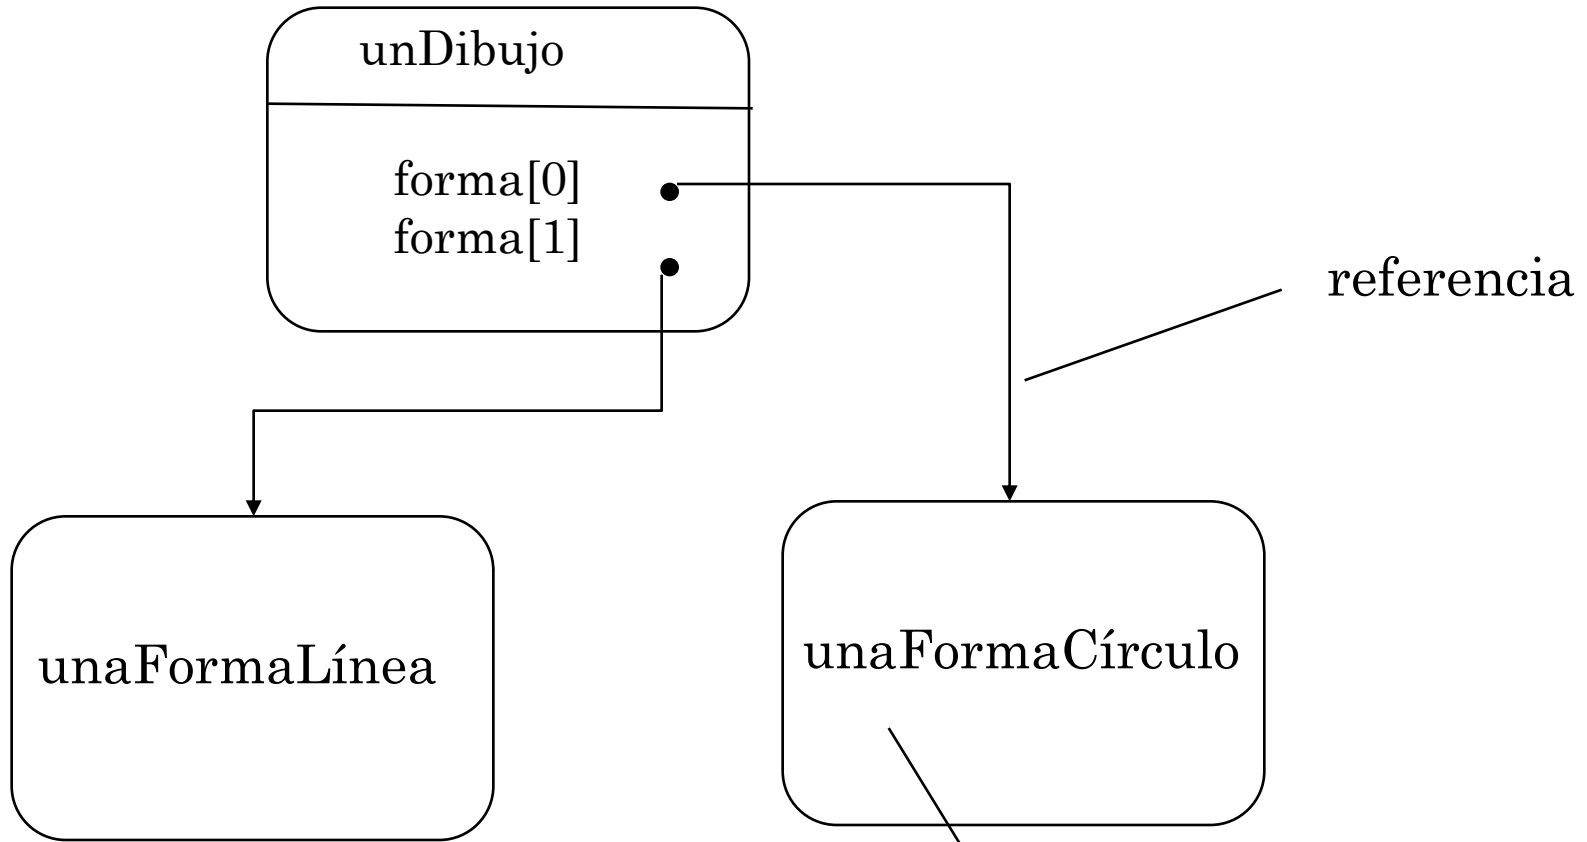 unDibujo
forma[0]
forma[1]
referencia
unaFormaLínea
unaFormaCírculo